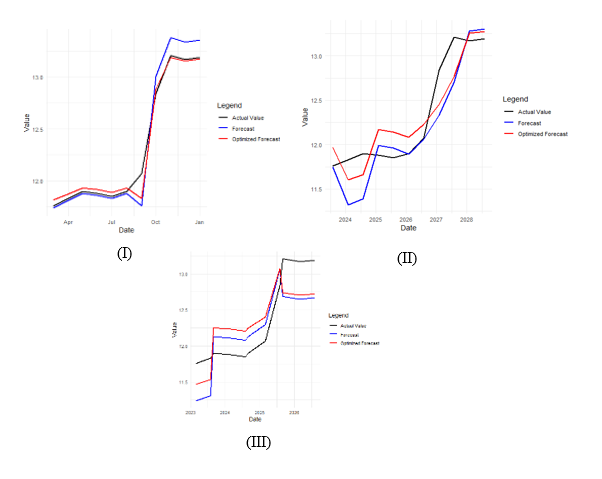 13.0
12.5
12.0
Value
Apr Jul Oct Jan
Date
Legend
Actual Value
Forecast
Optimized Forecast
(I)
13.0
12.5
12.0
11.5
Value
2024 2025 2026 2027 2028
Date
Legend
Actual Value
Forecast
Optimized Forecast
(II)
13.0
12.5
12.0
11.5
Value
2023 2024 2025 2026
Date
Legend
Actual Value
Forecast
Optimized Forecast
(III)